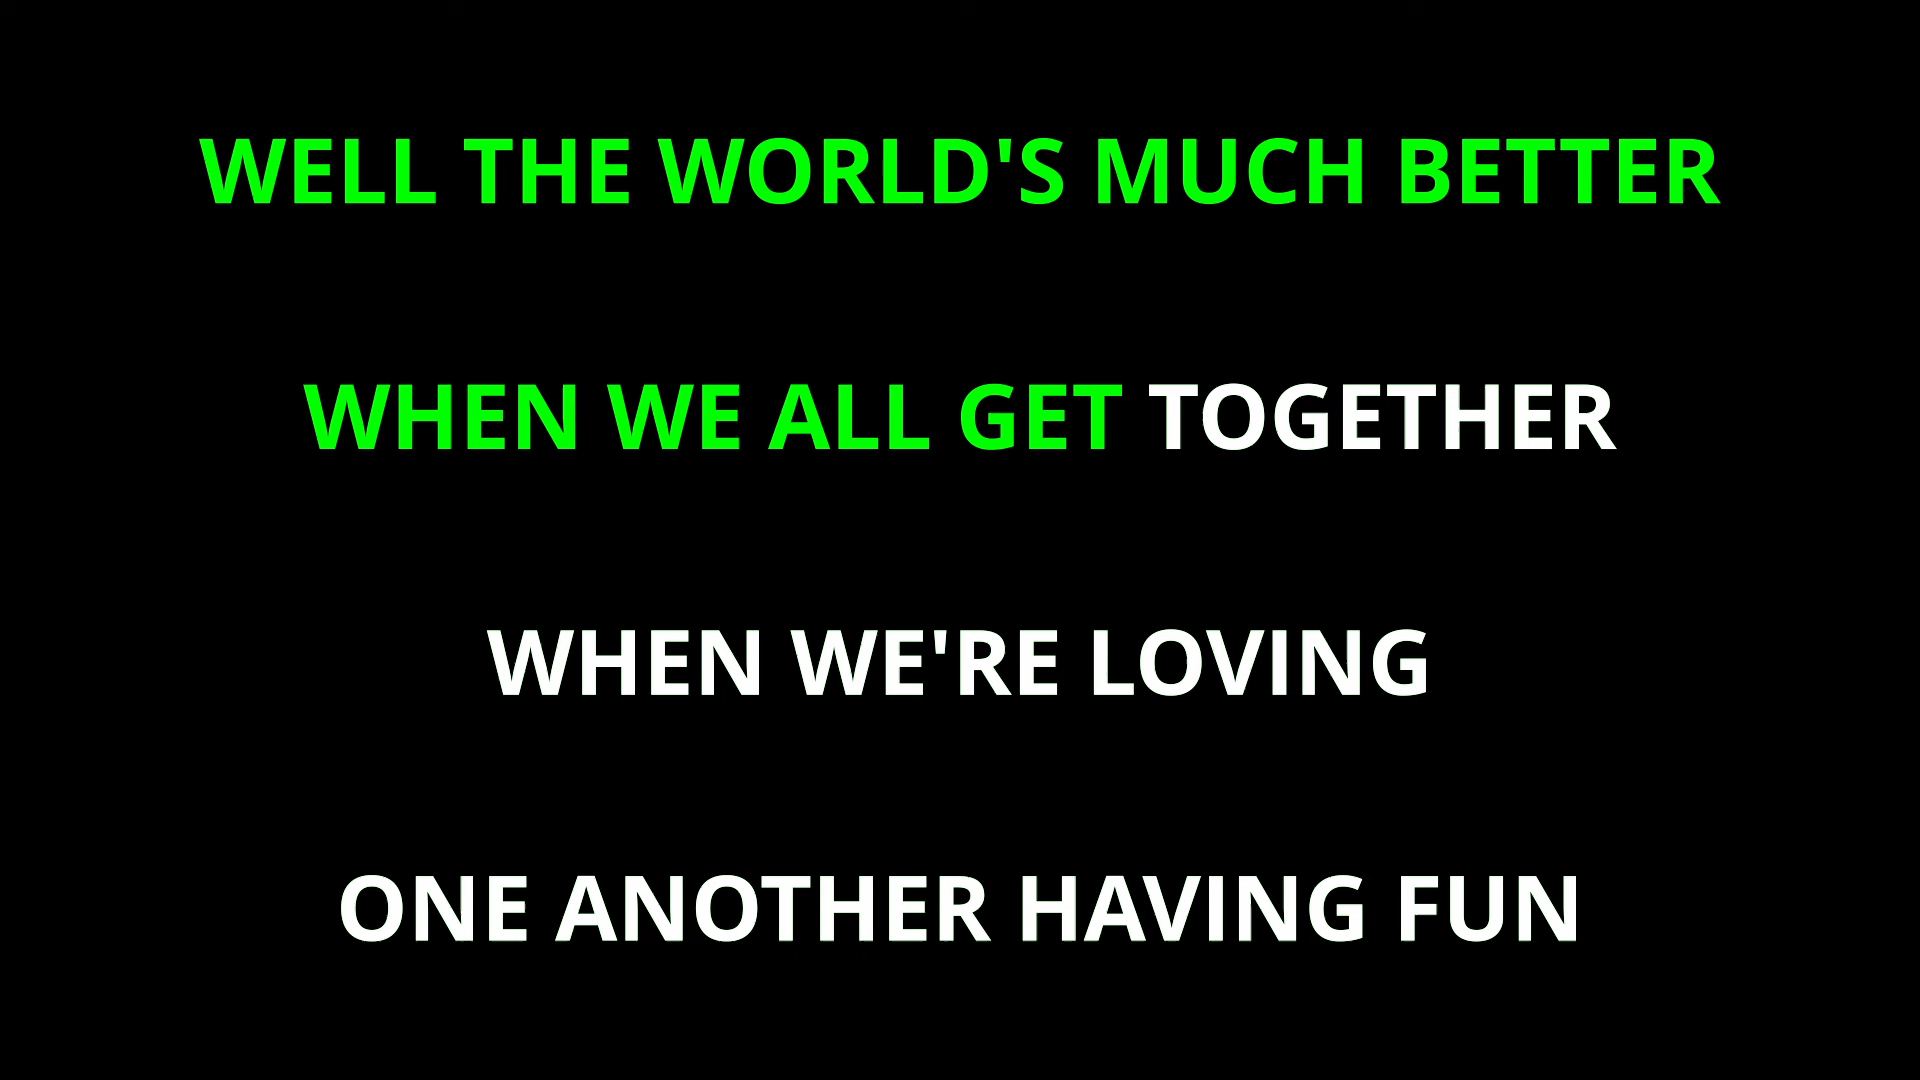 WELL THE WORLD'S MUCH BETTER
WHEN WE ALL GET TOGETHER
WHEN WE'RE LOVING
ONE ANOTHER HAVING FUN